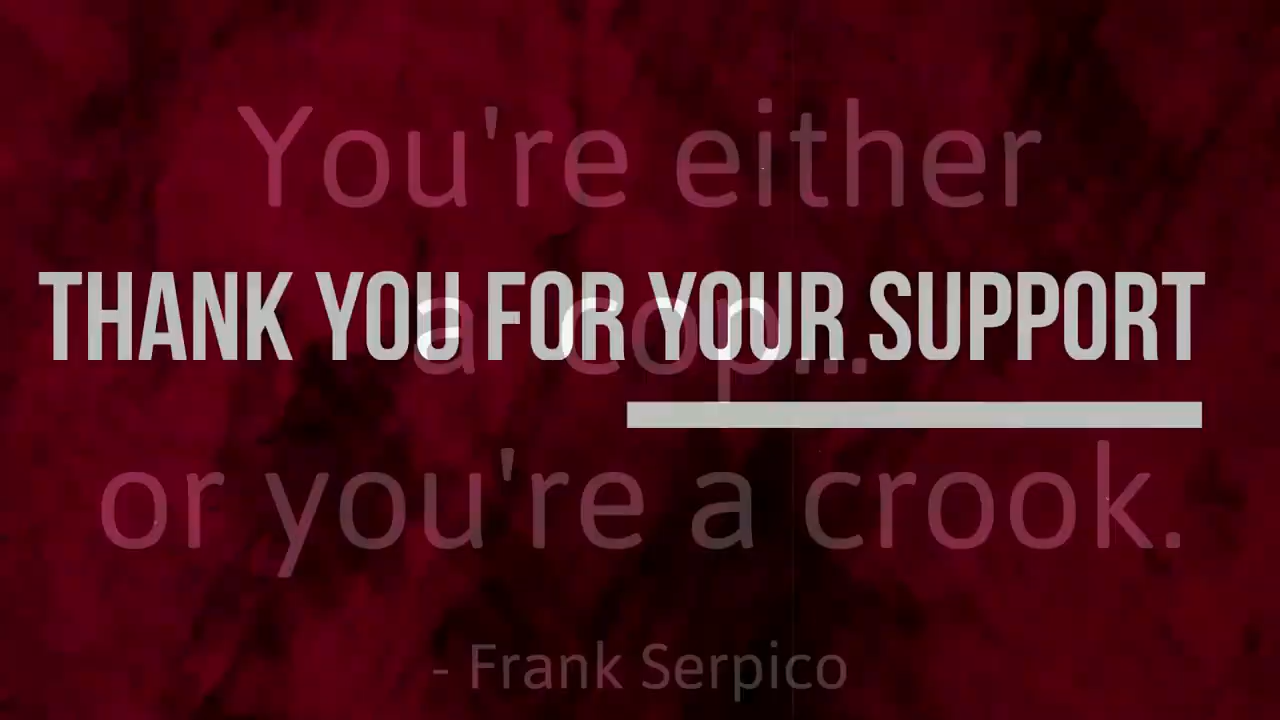 You're either
THANK YOU FOR YOUR SUPPORT
a cop...
or you're a crook.
- Frank Serpico